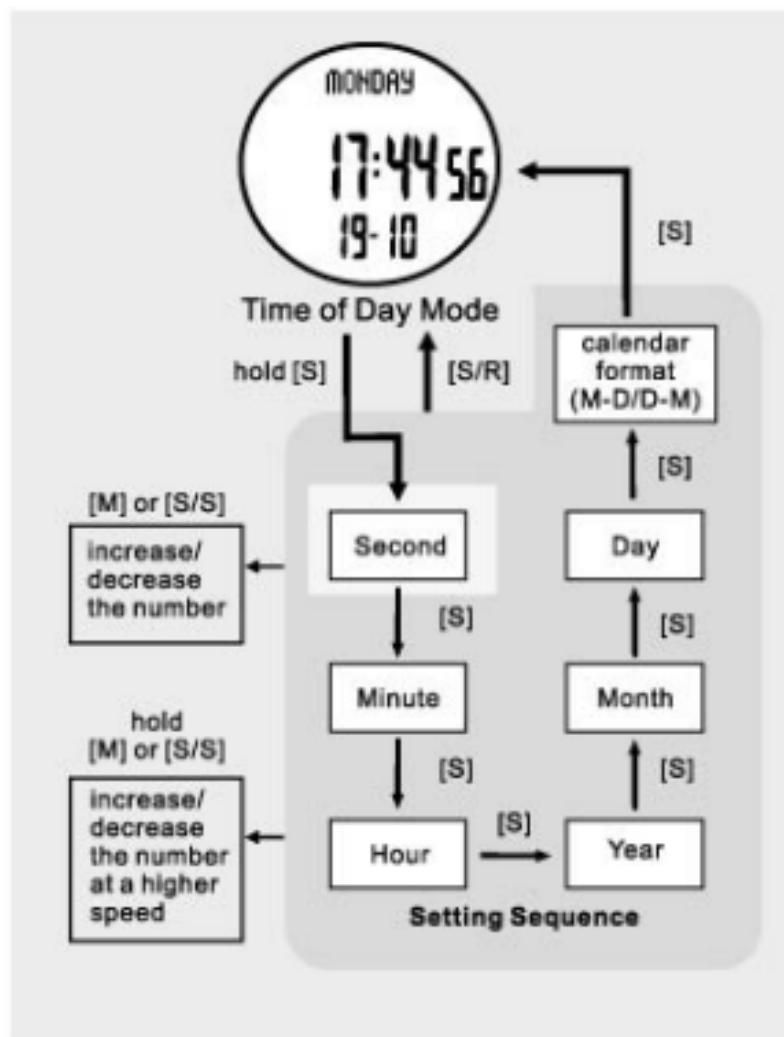 MONDAY
17:44 56
19-10
Time of Day Mode
hold [S]
[S/R]
[S]
calendar
format
(M-D/D-M)
[S]
[M] or [S/S]
increase/
decrease
the number
Second
Day
[S]
[S]
Minute
Month
hold
[M] or [S/S]
[S]
[S]
increase/
decrease
the number
at a higher
speed
Hour
[S]
Year
Setting Sequence